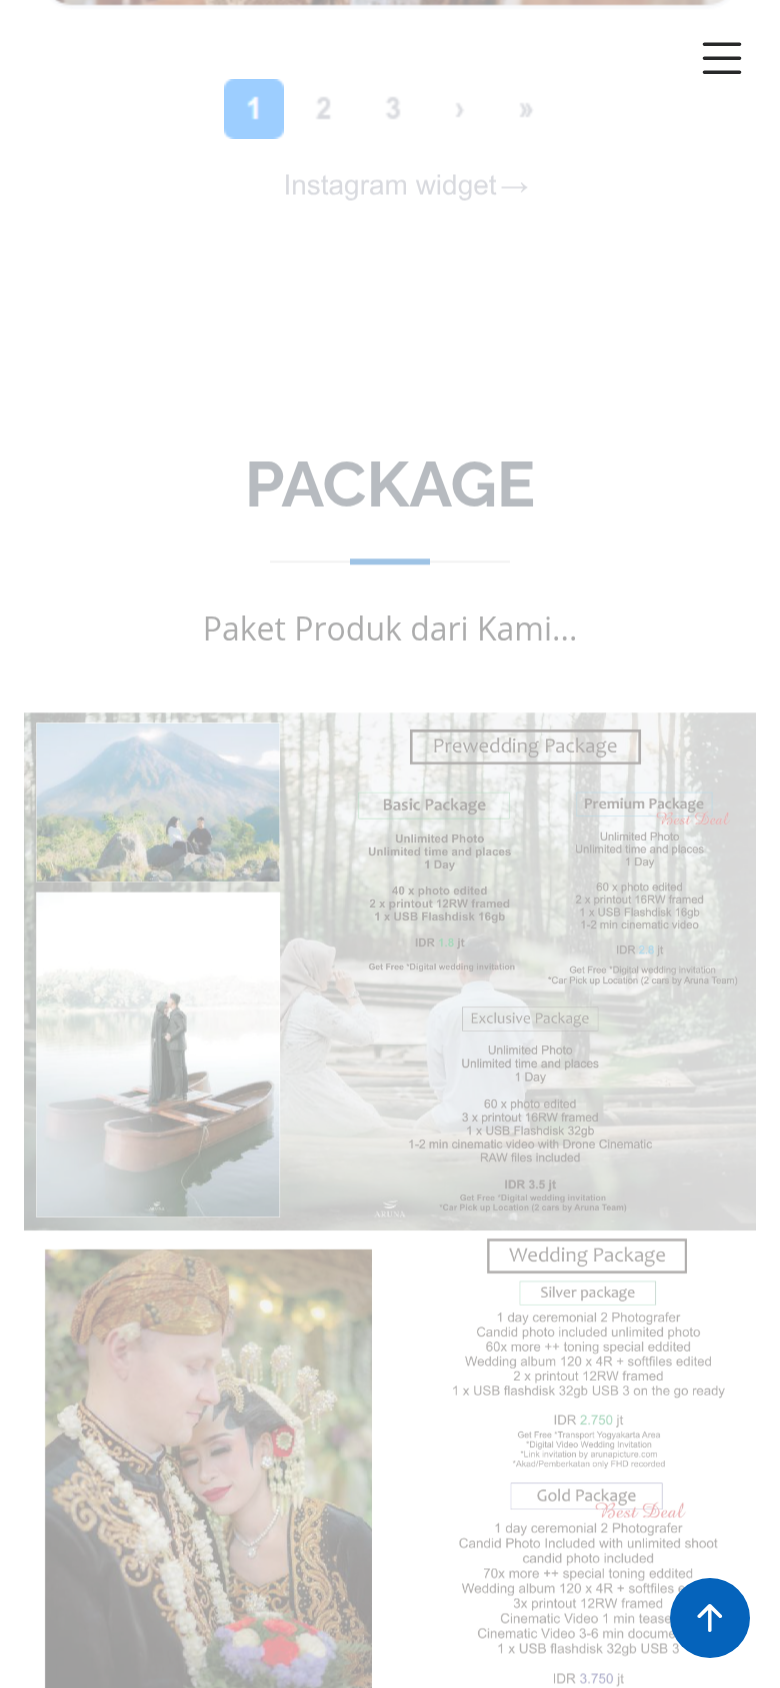 1 2 3 › »
Instagram widget→
PACKAGE
Paket Produk dari Kami...
Prewedding Package
Basic Package
Unlimited Photo
Unlimited time and places
1 Day
40 x photo edited
2 x printout 12RW framed
1 x USB Flashdisk 16gb
IDR 1.8 jt
Get Free *Digital wedding invitation
Premium Package
Best Deal
Unlimited Photo
Unlimited time and places
1 Day
60 x photo edited
2 x printout 16RW framed
1 x USB Flashdisk 16gb
1-2 min cinematic video
IDR jt
Get Free *Digital wedding invitation
*Car Pick up Location (2 cars by Aruna Team)
Exclusive Package
Unlimited Photo
Unlimited time and places
1 Day
60 x photo edited
3 x printout 16RW framed
1 x USB Flashdisk 32gb
1-2 min cinematic video with Drone Cinematic
RAW files included
IDR 3.5 jt
Get Free *Digital wedding invitation
*Car Pick up Location (2 cars by Aruna Team)
ARUNA
Wedding Package
Silver package
1 day ceremonial 2 Photografer
Candid photo included unlimited photo
60x more ++ toning special eddited
Wedding album 120 x 4R + softfiles edited
2 x printout 12RW framed
1 x USB flashdisk 32gb USB 3 on the go ready
IDR 2.750 jt
Get Free *Transport Yogyakarta Area
*Digital Video Wedding Invitation
*Link invitation by arunapicture.com
*Akad/Pemberkatan only FHD recorded
Gold Package
Best Deal
1 day ceremonial 2 Photografer
Candid Photo Included with unlimited shoot
candid photo included
70x more ++ special toning eddited
Wedding album 120 x 4R + softfiles
3x printout 12RW framed
Cinematic Video 1 min tease
Cinematic Video 3-6 min docume
1 x USB flashdisk 32gb USB 3
IDR 3.750 jt